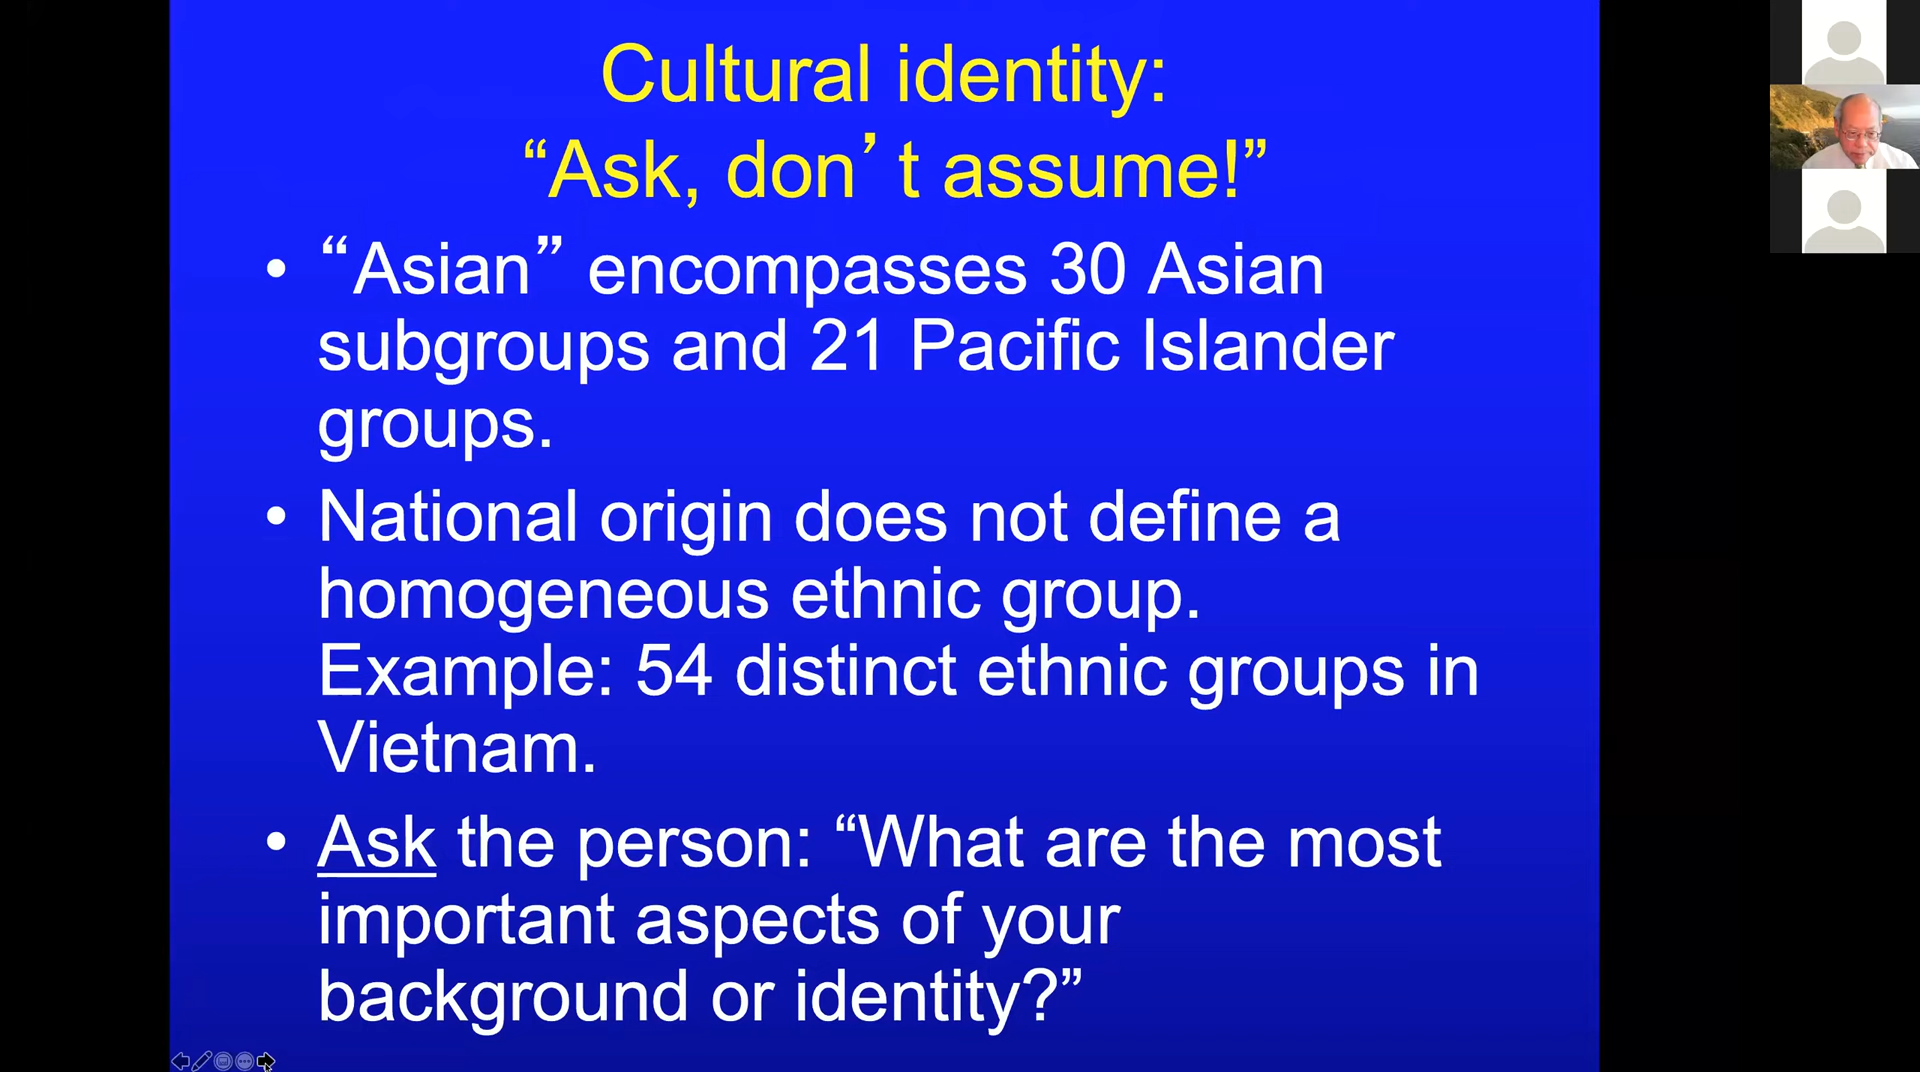 Cultural identity:
“Ask, don’t assume!”
• “Asian” encompasses 30 Asian
subgroups and 21 Pacific Islander
groups.
• National origin does not define a
homogeneous ethnic group.
Example: 54 distinct ethnic groups in
Vietnam.
• Ask the person: “What are the most
important aspects of your
background or identity?”